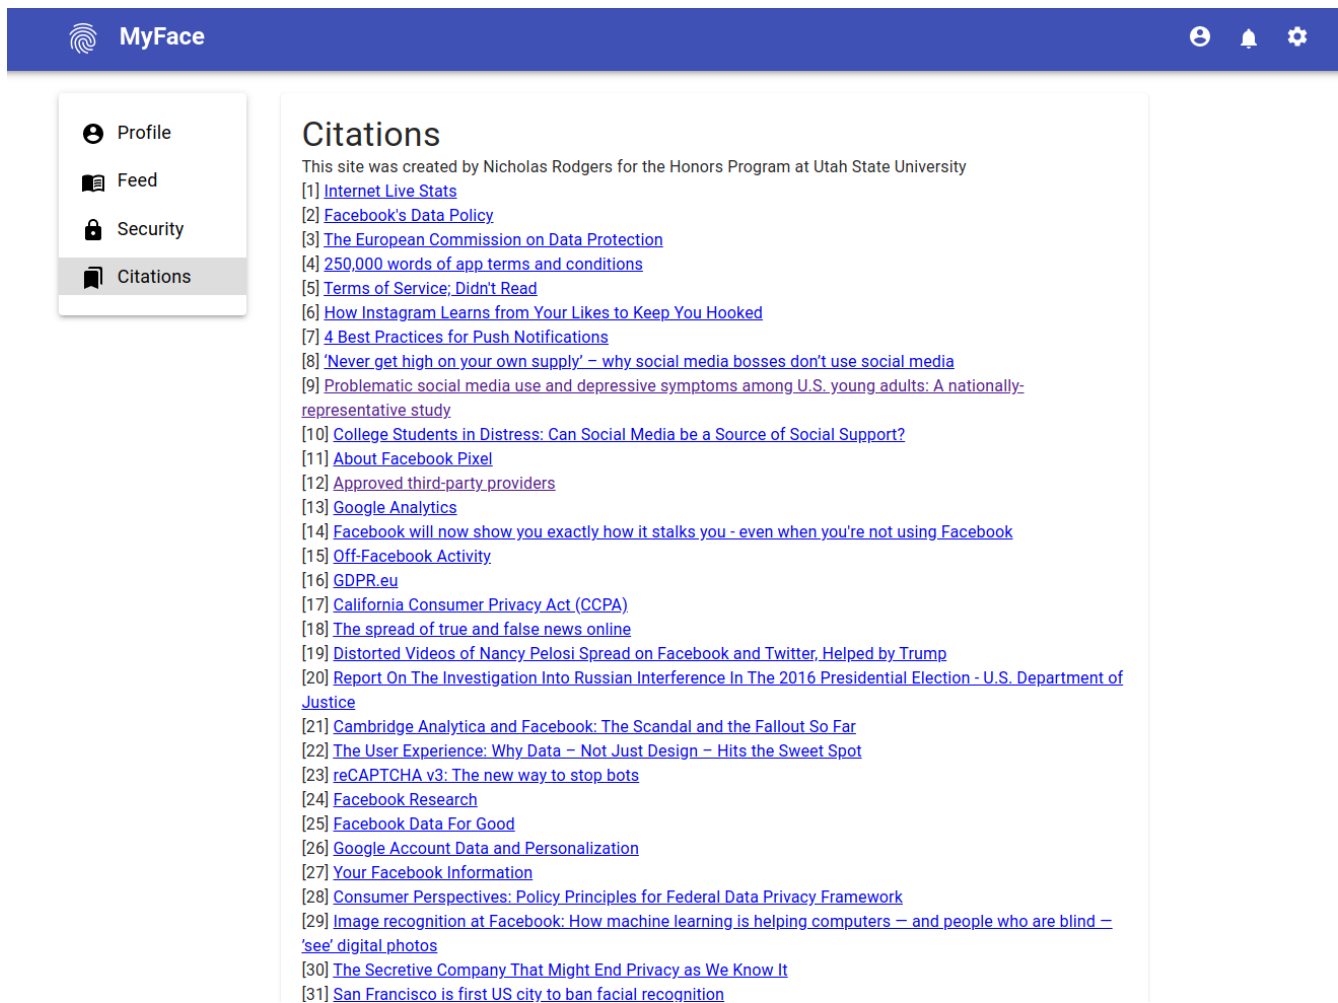 MyFace
Profile
Feed
Security
Citations
Citations
This site was created by Nicholas Rodgers for the Honors Program at Utah State University
[1] Internet Live Stats
[2] Facebook's Data Policy
[3] The European Commission on Data Protection
[4] 250,000 words of app terms and conditions
[5] Terms of Service; Didn't Read
[6] How Instagram Learns from Your Likes to Keep You Hooked
[7] 4 Best Practices for Push Notifications
[8] ‘Never get high on your own supply’ – why social media bosses don’t use social media
[9] Problematic social media use and depressive symptoms among U.S. young adults: A nationally-
representative study
[10] College Students in Distress: Can Social Media be a Source of Social Support?
[11] About Facebook Pixel
[12] Approved third-party providers
[13] Google Analytics
[14] Facebook will now show you exactly how it stalks you - even when you're not using Facebook
[15] Off-Facebook Activity
[16] GDPR.eu
[17] California Consumer Privacy Act (CCPA)
[18] The spread of true and false news online
[19] Distorted Videos of Nancy Pelosi Spread on Facebook and Twitter, Helped by Trump
[20] Report On The Investigation Into Russian Interference In The 2016 Presidential Election - U.S. Department of
Justice
[21] Cambridge Analytica and Facebook: The Scandal and the Fallout So Far
[22] The User Experience: Why Data – Not Just Design – Hits the Sweet Spot
[23] reCAPTCHA v3: The new way to stop bots
[24] Facebook Research
[25] Facebook Data For Good
[26] Google Account Data and Personalization
[27] Your Facebook Information
[28] Consumer Perspectives: Policy Principles for Federal Data Privacy Framework
[29] Image recognition at Facebook: How machine learning is helping computers — and people who are blind —
’see’ digital photos
[30] The Secretive Company That Might End Privacy as We Know It
[31] San Francisco is first US city to ban facial recognition